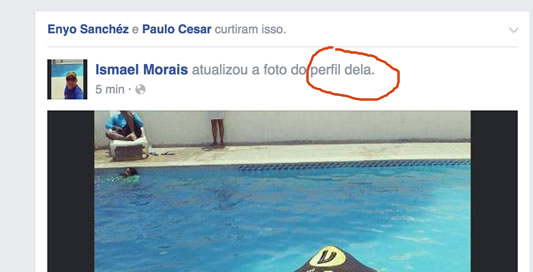 Enyo Sanchéz e Paulo Cesar curtiram isso.
Ismael Morais atualizou a foto do perfil dela.
5 min ·